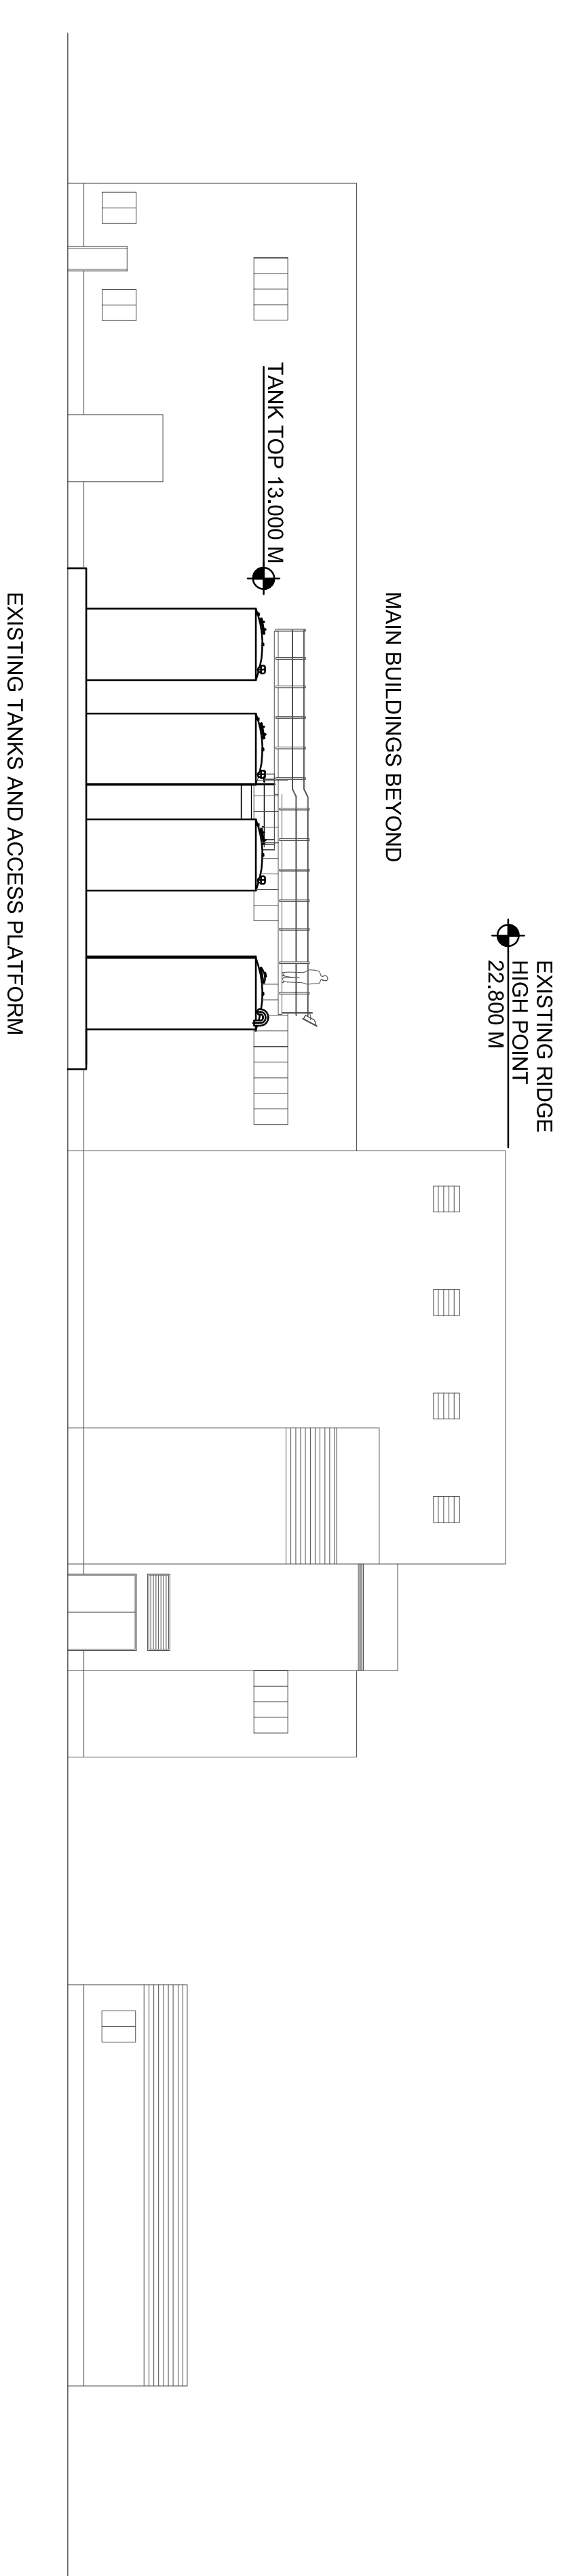 EXISTING RIDGE
HIGH POINT
22.800 M
MAIN BUILDINGS BEYOND
TANK TOP 13.000 M
EXISTING TANKS AND ACCESS PLATFORM